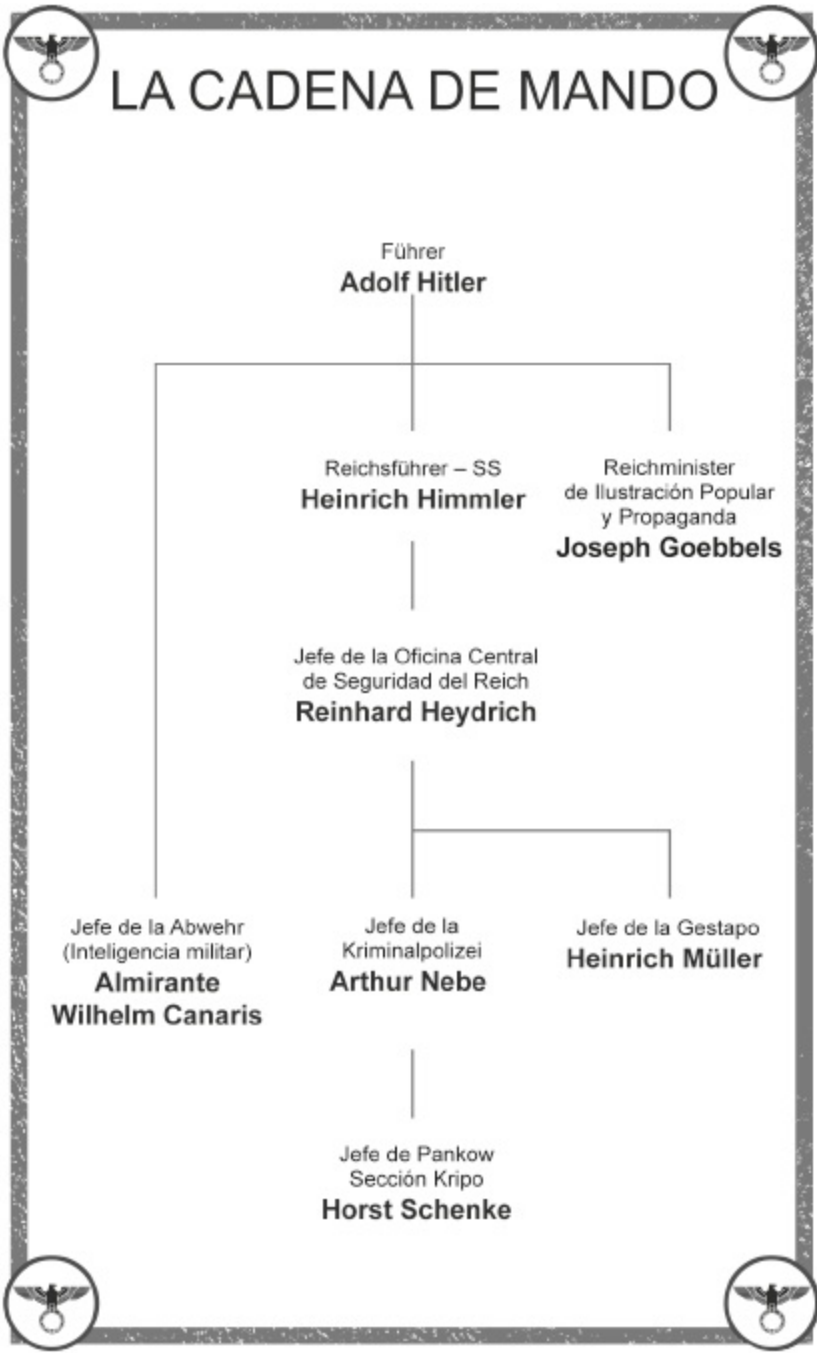 LA CADENA DE MANDO
Führer
Adolf Hitler
Reichsführer – SS
Heinrich Himmler
Reichminister
de Ilustración Popular
y Propaganda
Joseph Goebbels
Jefe de la Oficina Central
de Seguridad del Reich
Reinhard Heydrich
Jefe de la Abwehr
(Inteligencia militar)
Almirante
Wilhelm Canaris
Jefe de la
Kriminalpolizei
Arthur Nebe
Jefe de la Gestapo
Heinrich Müller
Jefe de Pankow
Sección Kripo
Horst Schenke